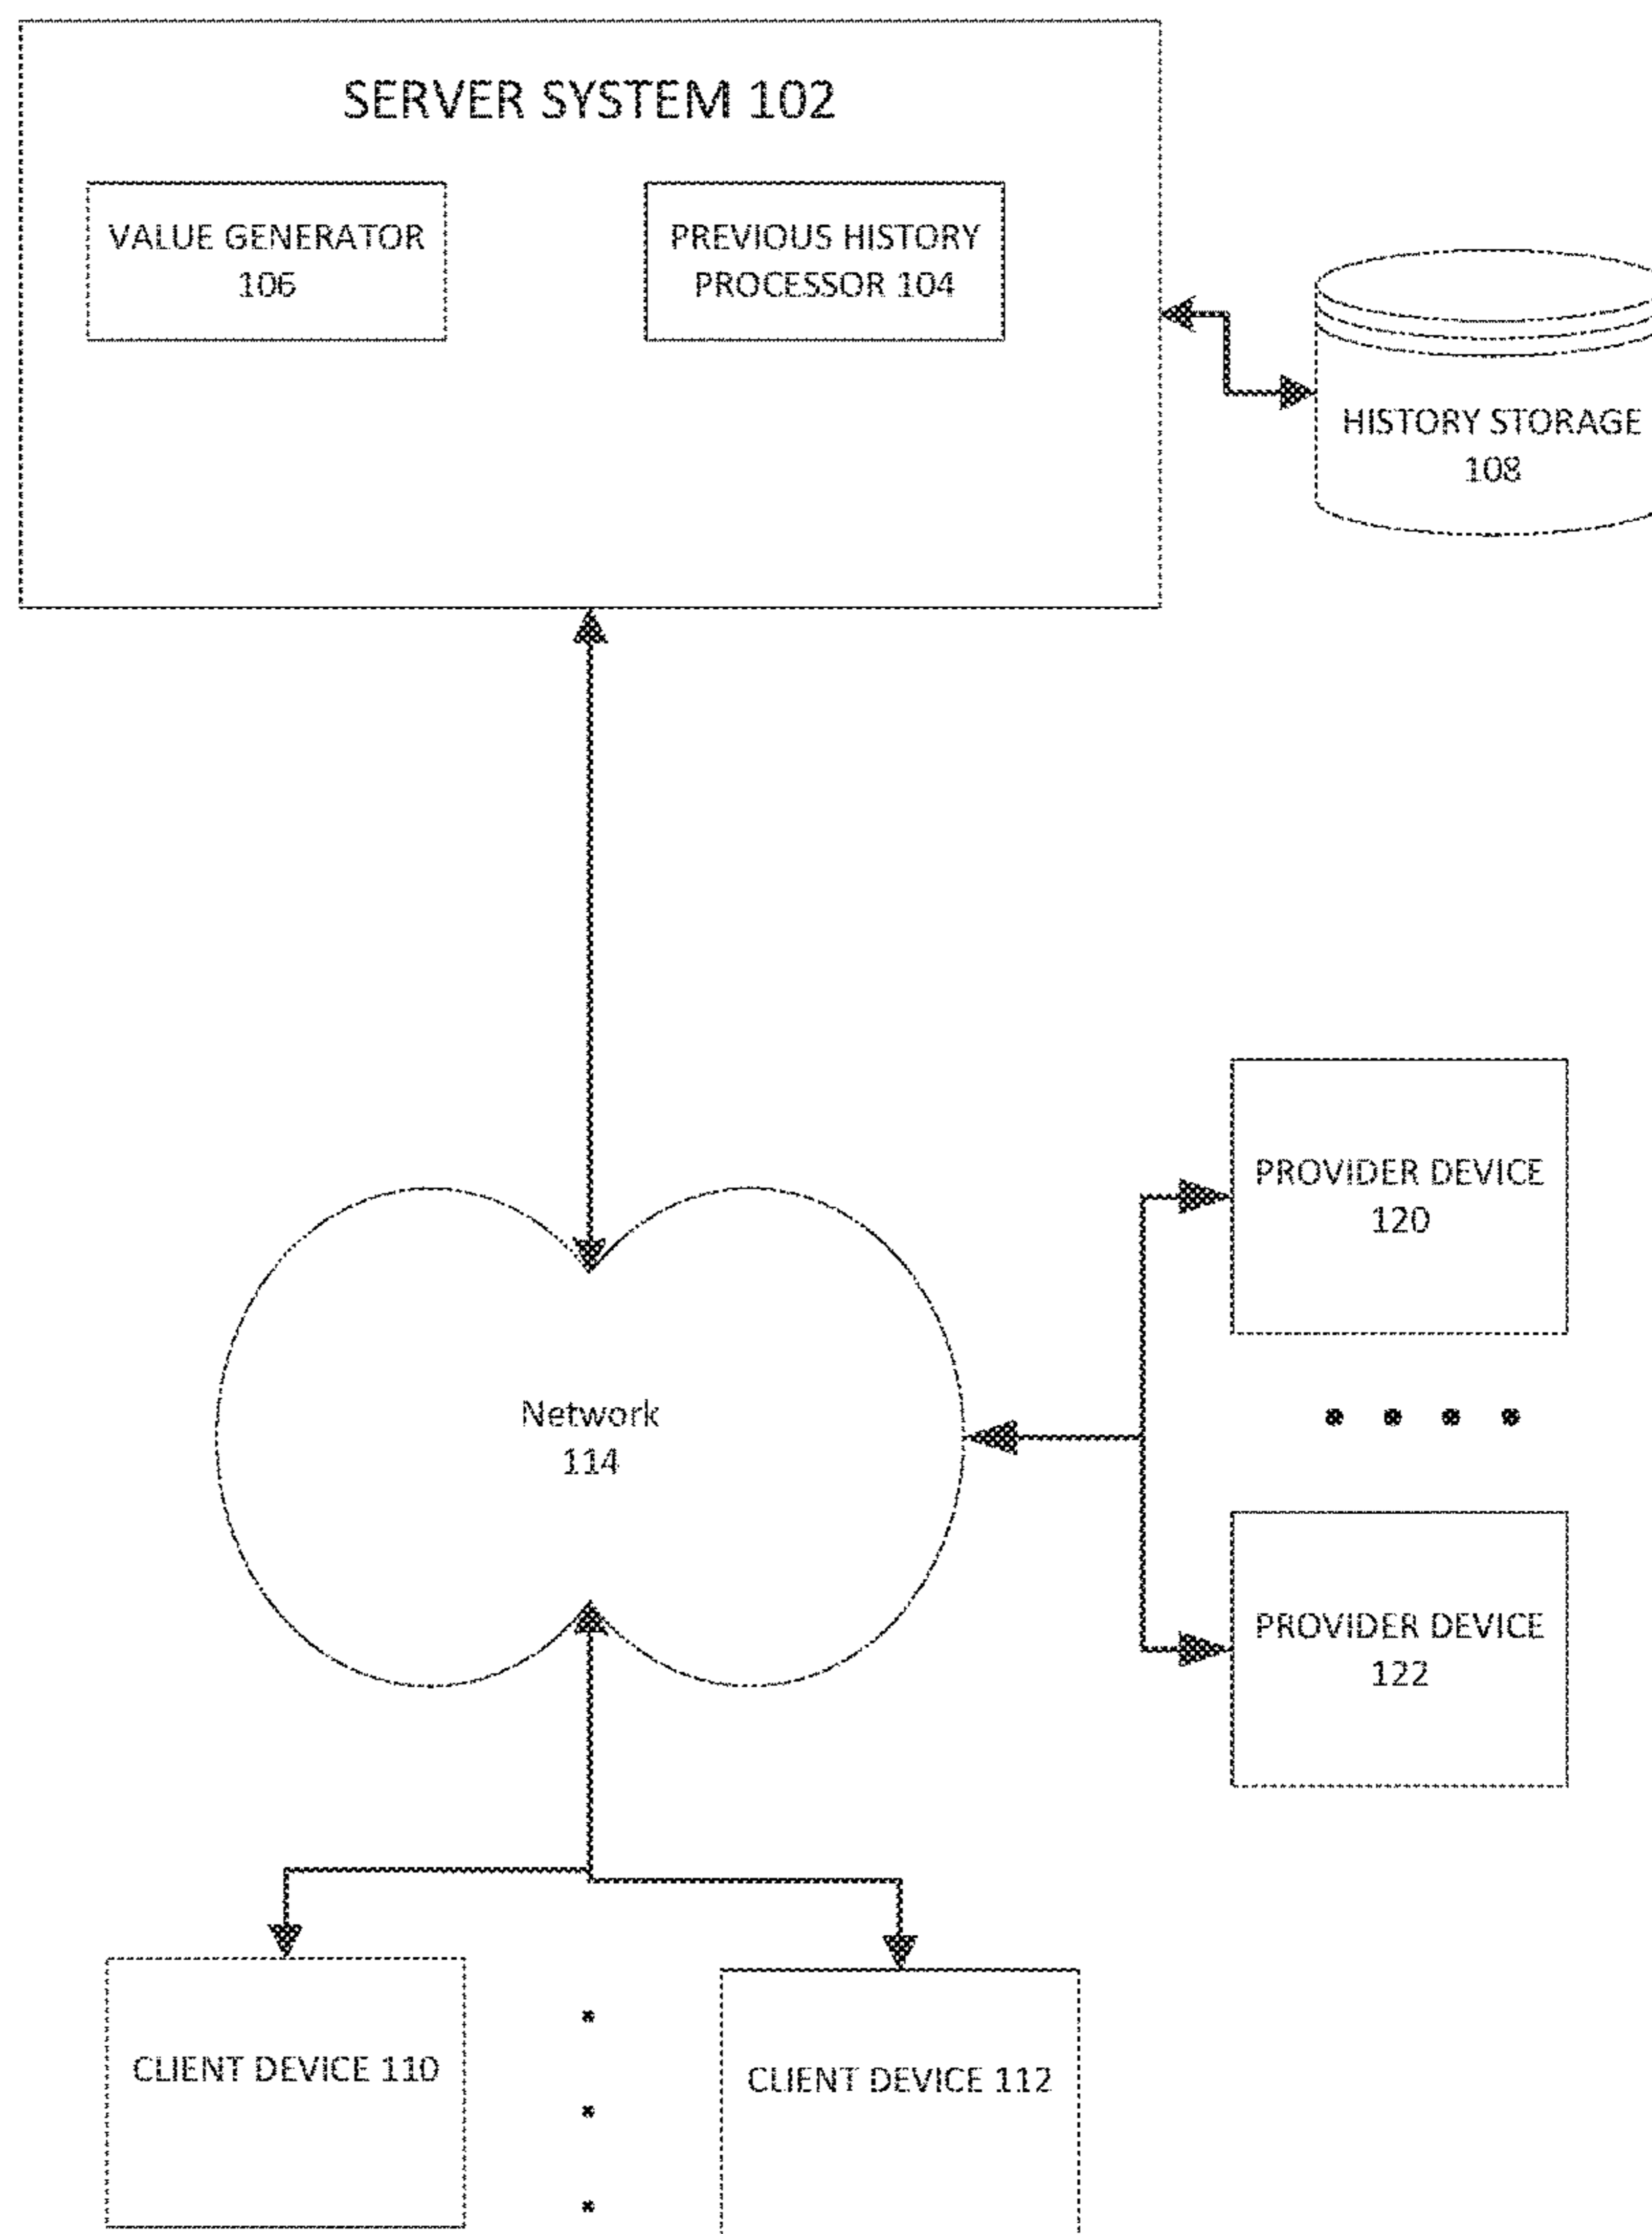 SERVER SYSTEM 102
VALUE GENERATOR
106
PREVIOUS HISTORY
PROCESSOR 104
HISTORY STORAGE
108
PROVIDER DEVICE
120
Network
114
PROVIDER DEVICE
122
CLIENT DEVICE 110
CLIENT DEVICE 112